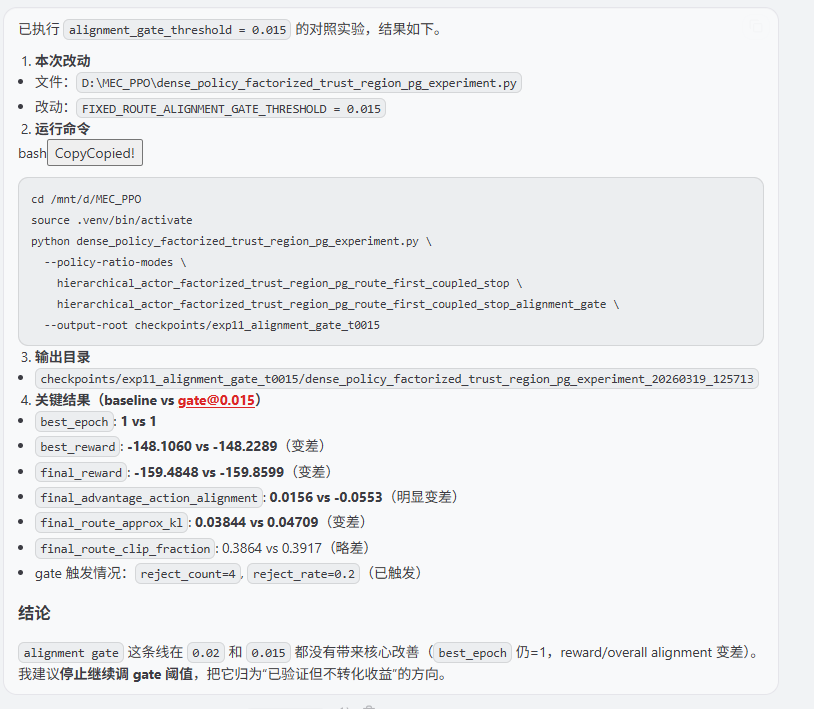 已执行 alignment_gate_threshold = 0.015 的对照实验，结果如下。
1. 本次改动
• 文件： D:\MEC_PPO\dense_policy_factorized_trust_region_pg_experiment.py
• 改动： FIXED_ROUTE_ALIGNMENT_GATE_THRESHOLD = 0.015
2. 运行命令
bash CopyCopied!
cd /mnt/d/MEC_PPO
source .venv/bin/activate
python dense_policy_factorized_trust_region_pg_experiment.py \
--policy-ratio-modes \
hierarchical_actor_factorized_trust_region_pg_route_first_coupled_stop \
hierarchical_actor_factorized_trust_region_pg_route_first_coupled_stop_alignment_gate \
--output-root checkpoints/exp11_alignment_gate_t0015
3. 输出目录
• checkpoints/exp11_alignment_gate_t0015/dense_policy_factorized_trust_region_pg_experiment_20260319_125713
4. 关键结果（baseline vs gate@0.015）
• best_epoch: 1 vs 1
• best_reward: -148.1060 vs -148.2289（变差）
• final_reward: -159.4848 vs -159.8599（变差）
• final_advantage_action_alignment: 0.0156 vs -0.0553（明显变差）
• final_route_approx_kl: 0.03844 vs 0.04709（变差）
• final_route_clip_fraction: 0.3864 vs 0.3917（略差）
• gate 触发情况： reject_count=4, reject_rate=0.2（已触发）
结论
alignment gate 这条线在 0.02 和 0.015 都没有带来核心改善（best_epoch 仍=1，reward/overall alignment 变差）。
我建议停止继续调 gate 阈值，把它归为“已验证但不转化收益”的方向。